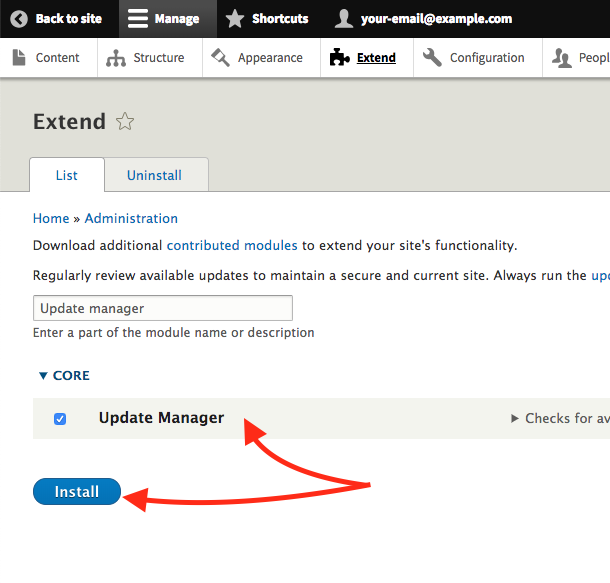 Back to site Manage Shortcuts your-email@example.com
Content Structure Appearance Extend Configuration Peopl
Extend
List Uninstall
Home » Administration
Download additional contributed modules to extend your site's functionality.
Regularly review available updates to maintain a secure and current site. Always run the upd
Update manager
Enter a part of the module name or description
▼ CORE
Update Manager ▶ Checks for av
Install